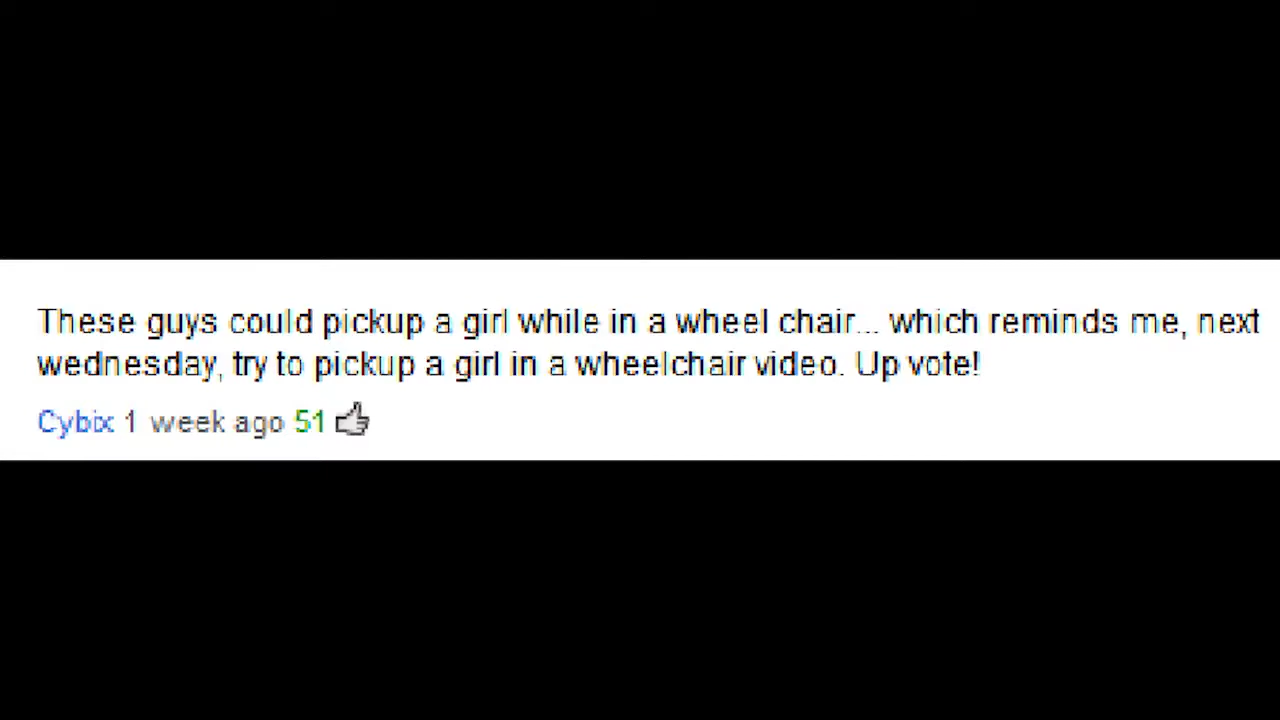 These guys could pickup a girl while in a wheel chair... which reminds me, next
wednesday, try to pickup a girl in a wheelchair video. Up vote!
Cybix 1 week ago 51